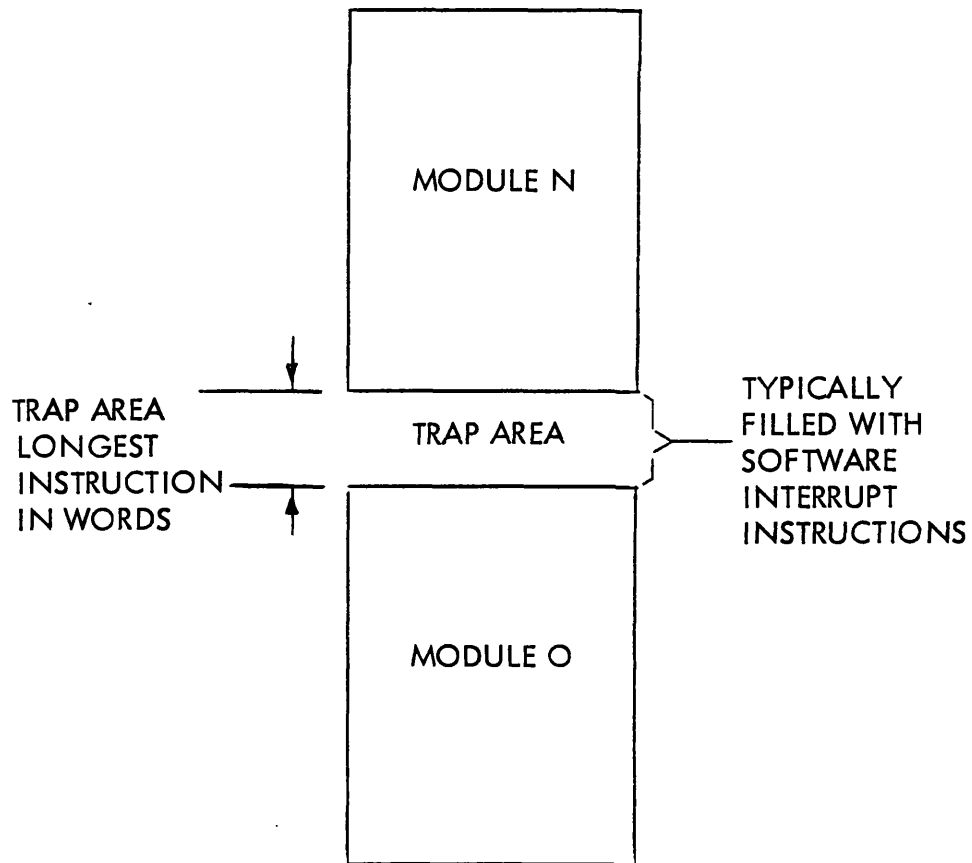 MODULE N
TRAP AREA
LONGEST
INSTRUCTION
IN WORDS
TRAP AREA
TYPICALLY
FILLED WITH
SOFTWARE
INTERRUPT
INSTRUCTIONS
MODULE O